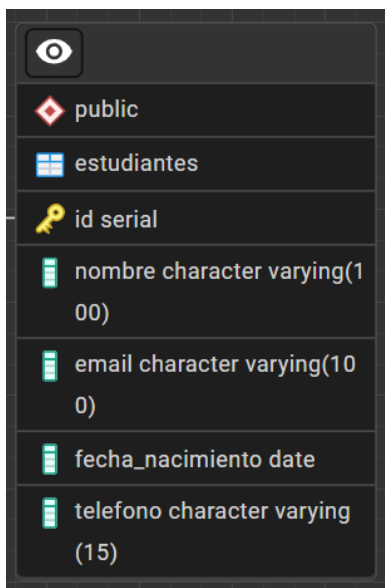 public
estudiantes
id serial
nombre character varying(1
00)
email character varying(10
0)
fecha_nacimiento date
telefono character varying
(15)